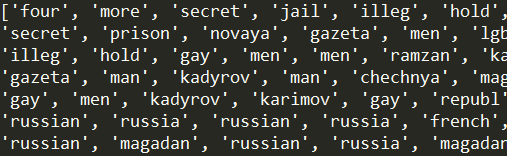 ['four', 'more', 'secret', 'jail', 'illeg', 'hold',
'secret', 'prison', 'novaya', 'gazeta', 'men', 'lgb
'illeg', 'hold', 'gay', 'men', 'men', 'ramzan', 'ka
'gazeta', 'man', 'kadyrov', 'man', 'chechnya', 'mag
'gay', 'men', 'kadyrov', 'karimov', 'gay', 'republ'
'russian', 'russia', 'russian', 'russia', 'french',
'russian', 'magadan', 'russian', 'russia', 'magadan